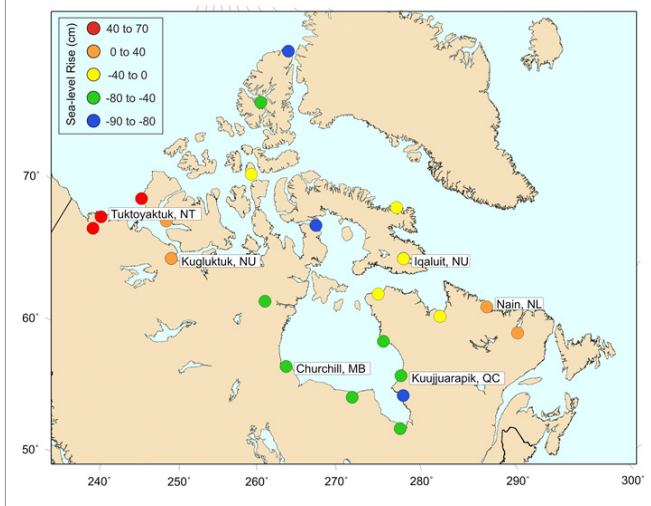 Sea-level Rise (cm)
40 to 70
0 to 40
-40 to 0
-80 to -40
-90 to -80
70°
Tuktoyaktuk, NT
Kugluktuk, NU
Iqaluit, NU
Nain, NL
60°
Churchill, MB
Kuujjuarapik, QC
50°
240° 250° 260° 270° 280° 290° 300°